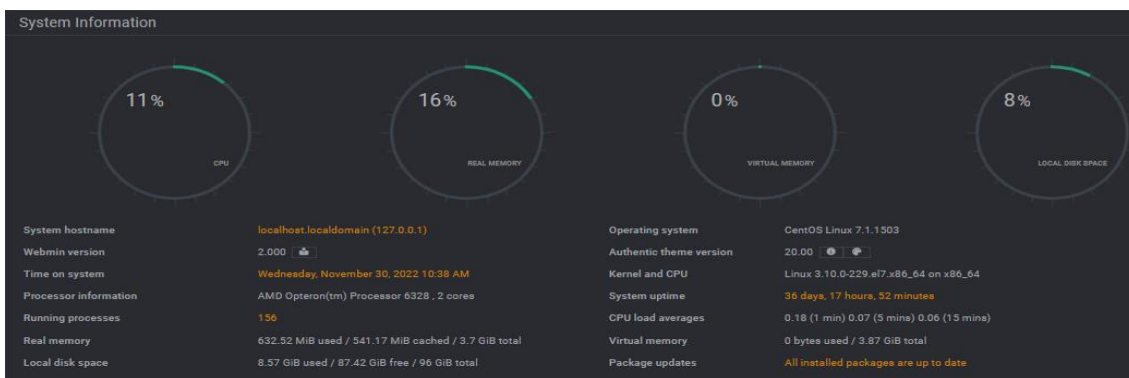 System Information
11%
CPU
16%
REAL MEMORY
0%
VIRTUAL MEMORY
8%
LOCAL DISK SPACE
System hostname localhost.localdomain (127.0.0.1) Operating system CentOS Linux 7.1.1503
Webmin version 2.000 Authentic theme version 20.00
Time on system Wednesday, November 30, 2022 10:38 AM Kernel and CPU Linux 3.10.0-229.el7.x86_64 on x86_64
Processor information AMD Opteron(tm) Processor 6328 , 2 cores System uptime 36 days, 17 hours, 52 minutes
Running processes 156 CPU load averages 0.18 (1 min) 0.07 (5 mins) 0.06 (15 mins)
Real memory 632.52 MiB used / 541.17 MiB cached / 3.7 GiB total Virtual memory 0 bytes used / 3.87 GiB total
Local disk space 8.57 GiB used / 87.42 GiB free / 96 GiB total Package updates All installed packages are up to date